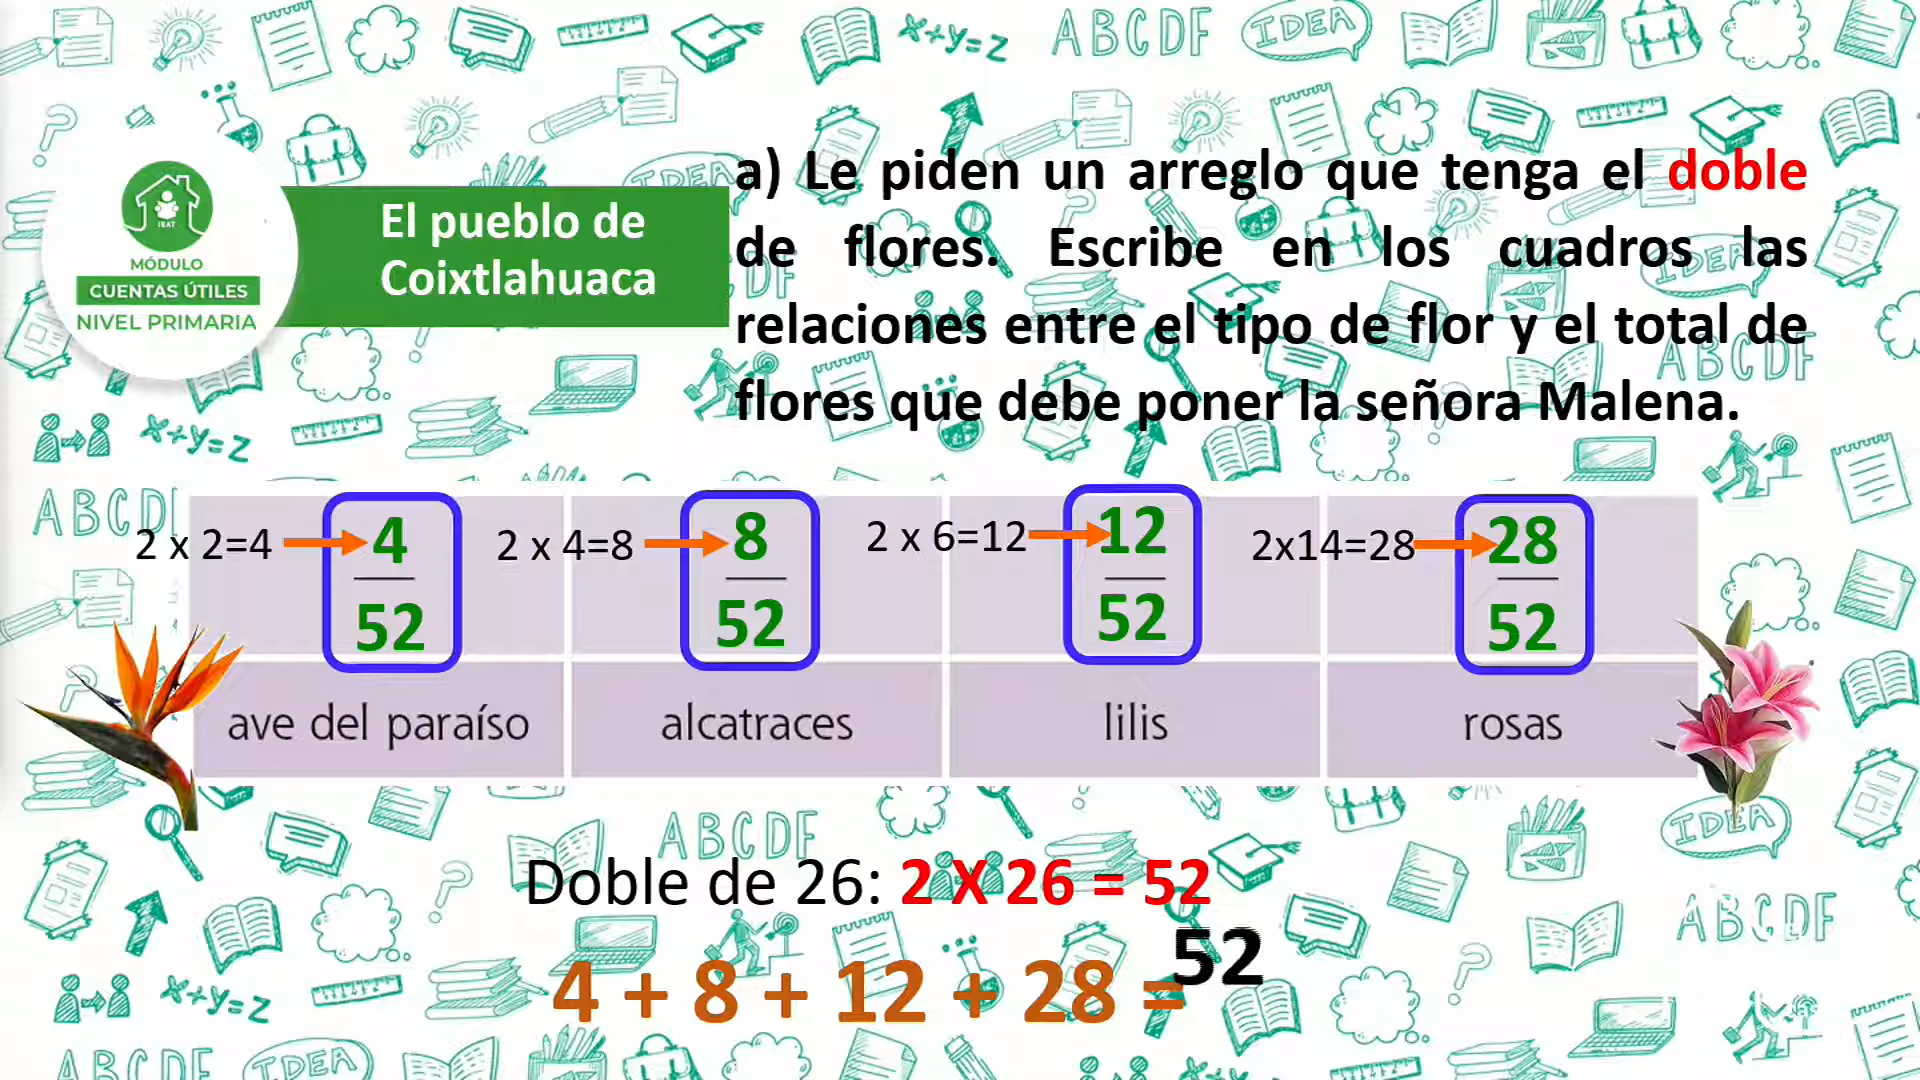 IEAT
MÓDULO
CUENTAS ÚTILES
NIVEL PRIMARIA
El pueblo de
Coixtlahuaca
a) Le piden un arreglo que tenga el doble
de flores. Escribe en los cuadros las
relaciones entre el tipo de flor y el total de
flores que debe poner la señora Malena.
2 x 2=4
4
52
2 x 4=8
8
52
2 x 6=12
12
52
2x14=28
28
52
ave del paraíso
alcatraces
lilis
rosas
Doble de 26: 2 X 26 = 52
4 + 8 + 12 + 28 = 52